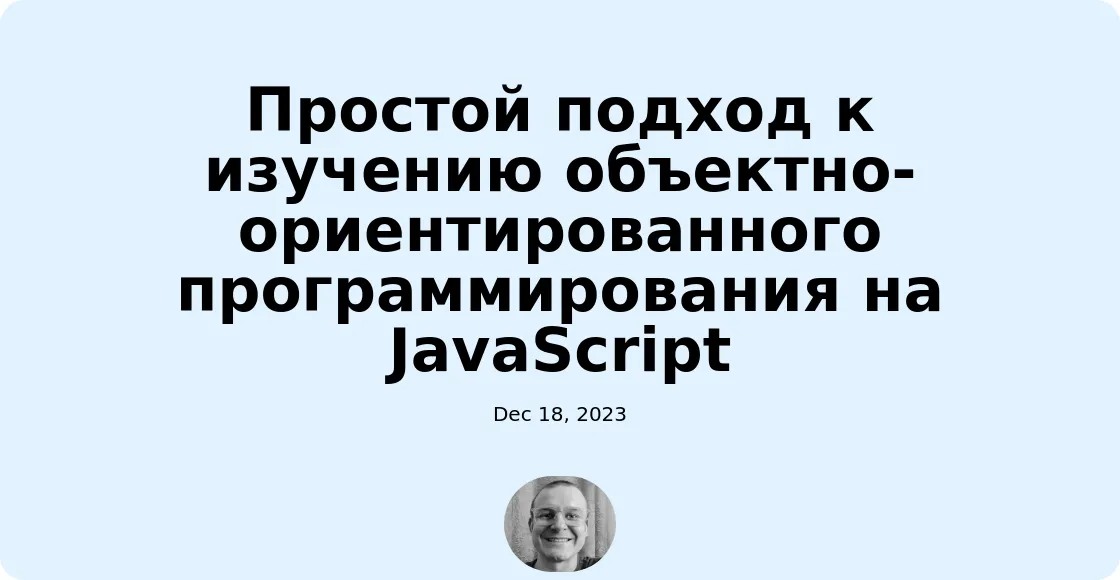 Простой подход к
изучению объектно-
ориентированного
программирования на
JavaScript
Dec 18, 2023